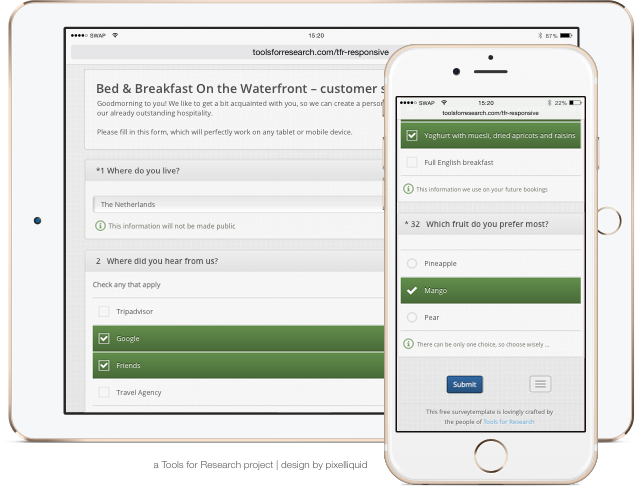 SWAP
15:20
87%
toolsforresearch.com/tfr-responsive
Bed & Breakfast On the Waterfront – customer s
Goodmorning to you! We like to get a bit acquainted with you, so we can create a perso
our already outstanding hospitality.
Please fill in this form, which will perfectly work on any tablet or mobile device.
*1 Where do you live?
The Netherlands
This information will not be made public
2 Where did you hear from us?
Check any that apply
Tripadvisor
Google
Friends
Travel Agency
SWAP
15:20
22%
toolsforresearch.com/tfr-responsive
Yoghurt with muesli, dried apricots and raisins
Full English breakfast
This information we use on your future bookings
* 32 Which fruit do you prefer most?
Pineapple
Mango
Pear
There can be only one choice, so choose wisely ...
Submit
This free surveytemplate is lovingly crafted by
the people of Tools for Research
a Tools for Research project | design by pixelliquid